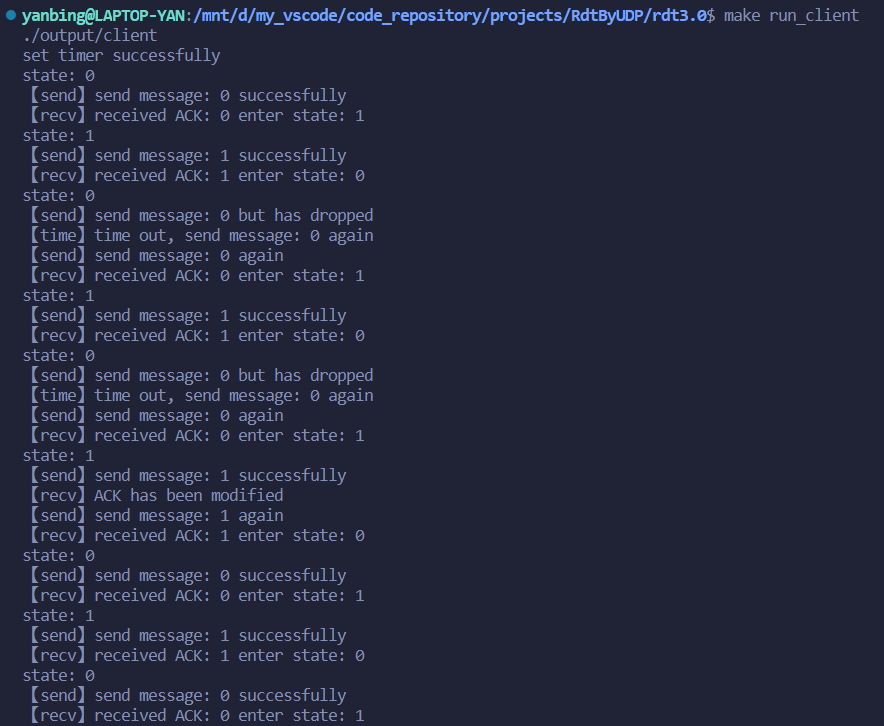 yanbing@LAPTOP-YAN:/mnt/d/my_vscode/code_repository/projects/RdtByUDP/rdt3.0$ make run_client
./output/client
set timer successfully
state: 0
【send】send message: 0 successfully
【recv】received ACK: 0 enter state: 1
state: 1
【send】send message: 1 successfully
【recv】received ACK: 1 enter state: 0
state: 0
【send】send message: 0 but has dropped
【time】time out, send message: 0 again
【send】send message: 0 again
【recv】received ACK: 0 enter state: 1
state: 1
【send】send message: 1 successfully
【recv】received ACK: 1 enter state: 0
state: 0
【send】send message: 0 but has dropped
【time】time out, send message: 0 again
【send】send message: 0 again
【recv】received ACK: 0 enter state: 1
state: 1
【send】send message: 1 successfully
【recv】ACK has been modified
【send】send message: 1 again
【recv】received ACK: 1 enter state: 0
state: 0
【send】send message: 0 successfully
【recv】received ACK: 0 enter state: 1
state: 1
【send】send message: 1 successfully
【recv】received ACK: 1 enter state: 0
state: 0
【send】send message: 0 successfully
【recv】received ACK: 0 enter state: 1